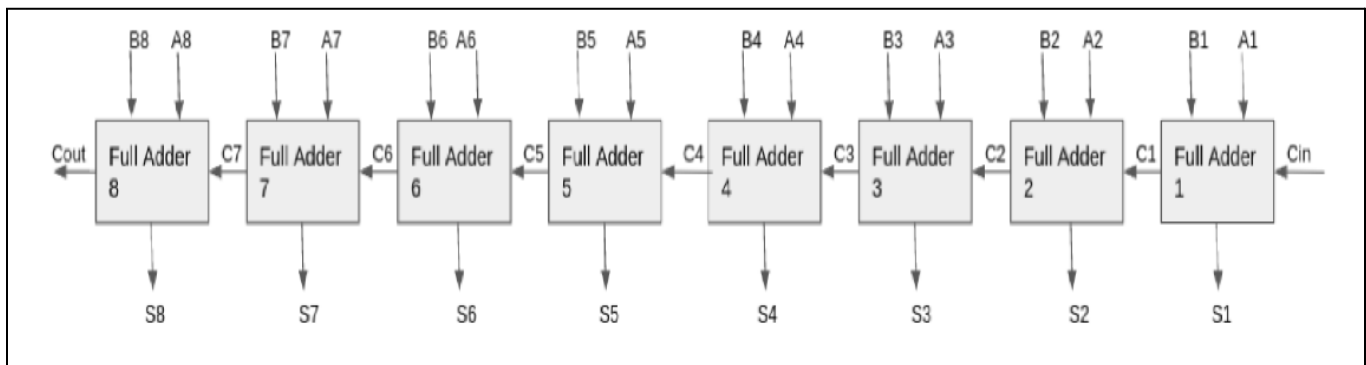 B8 A8 B7 A7 B6 A6 B5 A5 B4 A4 B3 A3 B2 A2 B1 A1
Cout Full Adder 8 C7 Full Adder 7 C6 Full Adder 6 C5 Full Adder 5 C4 Full Adder 4 C3 Full Adder 3 C2 Full Adder 2 C1 Full Adder 1 Cin
S8 S7 S6 S5 S4 S3 S2 S1